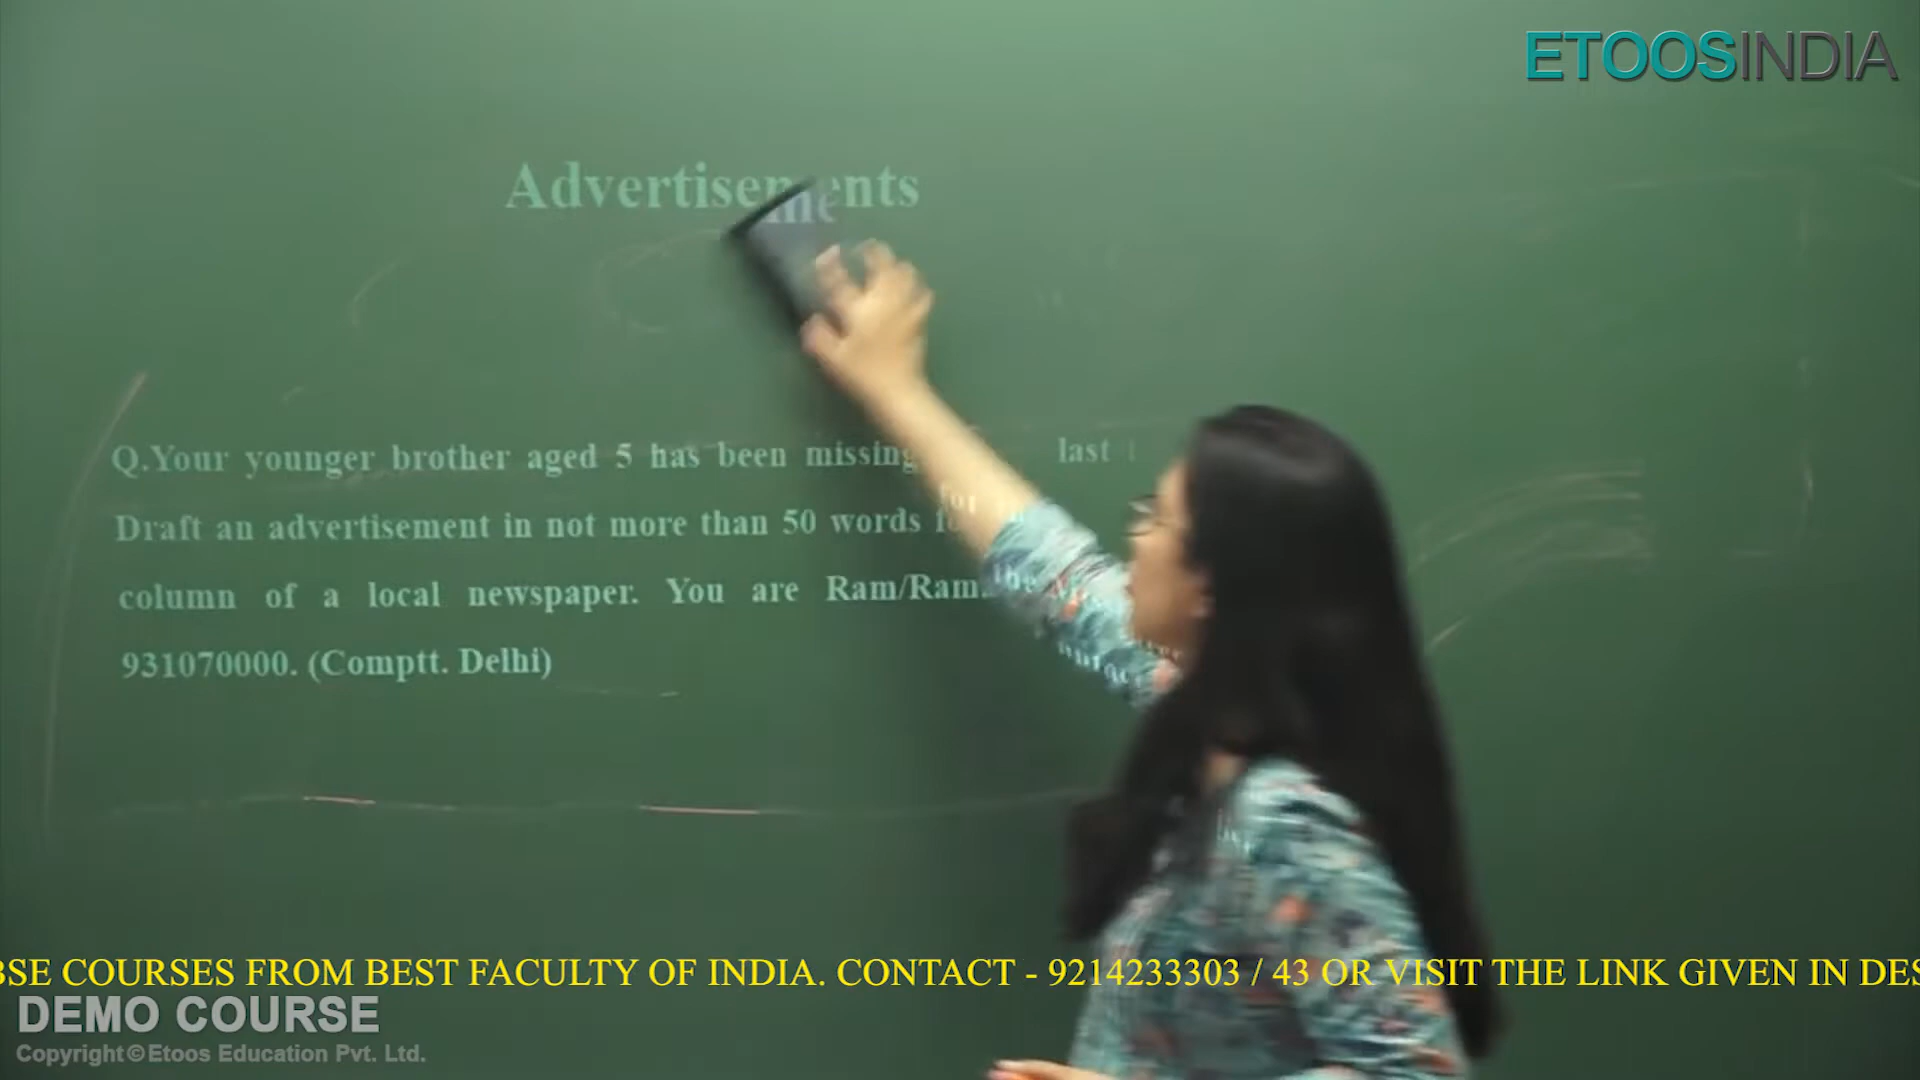 ETOOSINDIA
Advertisements
Q.Your younger brother aged 5 has been missing last
Draft an advertisement in not more than 50 words for
column of a local newspaper. You are Ram/Rama
931070000. (Comptt. Delhi)
BSE COURSES FROM BEST FACULTY OF INDIA. CONTACT - 9214233303 / 43 OR VISIT THE LINK GIVEN IN DES
DEMO COURSE
Copyright©Etoos Education Pvt. Ltd.